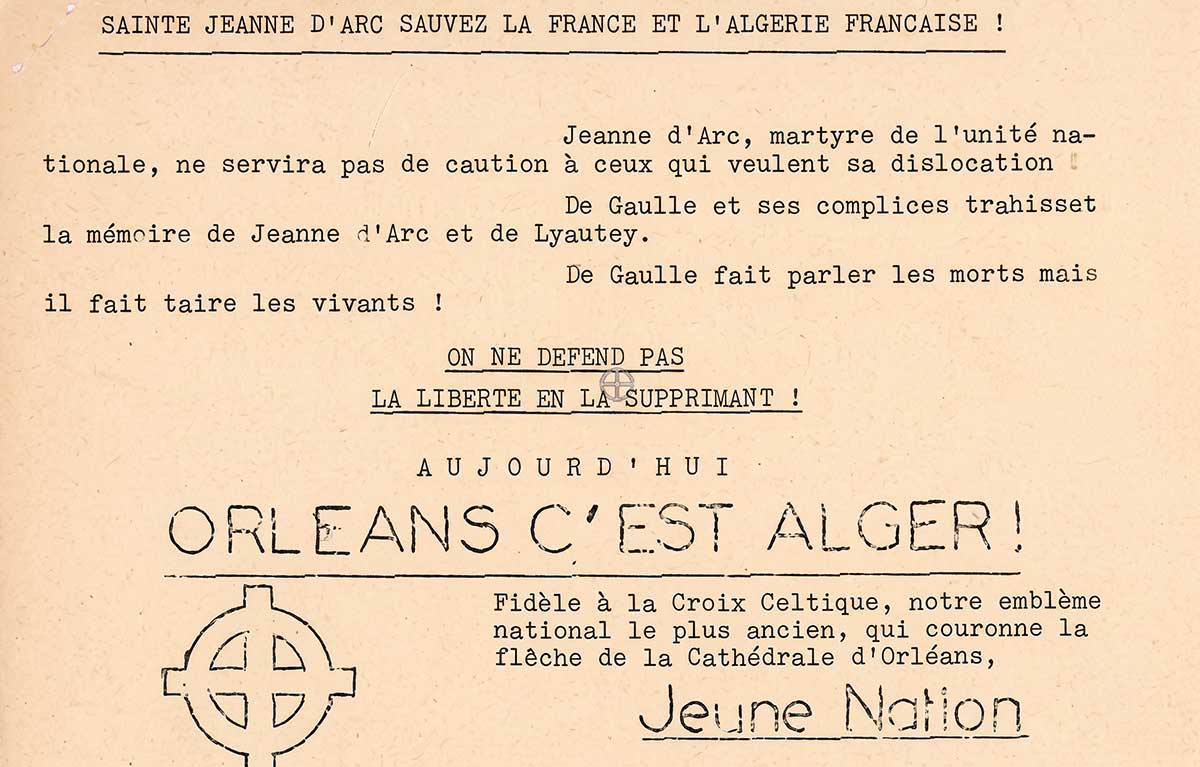 SAINTE JEANNE D'ARC SAUVEZ LA FRANCE ET L'ALGERIE FRANCAISE !
Jeanne d'Arc, martyre de l'unité na-
tionale, ne servira pas de caution à ceux qui veulent sa dislocation !
De Gaulle et ses complices trahisset
la mémoire de Jeanne d'Arc et de Lyautey.
De Gaulle fait parler les morts mais
il fait taire les vivants !
ON NE DEFEND PAS
LA LIBERTE EN LA SUPPRIMANT !
AUJOURD'HUI
ORLEANS C'EST ALGER !
Fidèle à la Croix Celtique, notre emblème
national le plus ancien, qui couronne la
flêche de la Cathédrale d'Orléans,
Jeune Nation